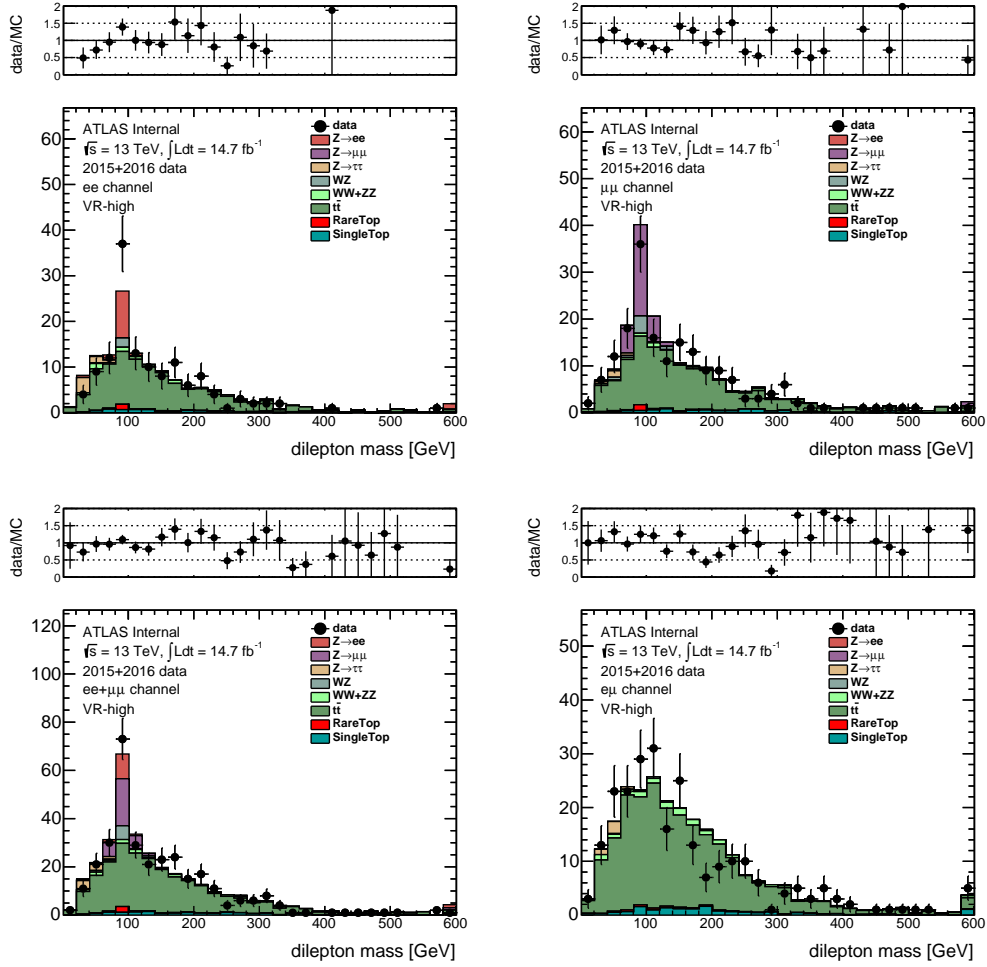 data/MC
2
1.5
1
0.5
0
ATLAS Internal
√s = 13 TeV, ∫Ldt = 14.7 fb⁻¹
2015+2016 data
ee channel
VR-high
data
Z→ee
Z→μμ
Z→ττ
WZ
WW+ZZ
tt̄
RareTop
SingleTop
60
50
40
30
20
10
0
100 200 300 400 500 600
dilepton mass [GeV]
data/MC
2
1.5
1
0.5
0
ATLAS Internal
√s = 13 TeV, ∫Ldt = 14.7 fb⁻¹
2015+2016 data
μμ channel
VR-high
data
Z→ee
Z→μμ
Z→ττ
WZ
WW+ZZ
tt̄
RareTop
SingleTop
60
50
40
30
20
10
0
100 200 300 400 500 600
dilepton mass [GeV]
data/MC
2
1.5
1
0.5
0
ATLAS Internal
√s = 13 TeV, ∫Ldt = 14.7 fb⁻¹
2015+2016 data
ee+μμ channel
VR-high
data
Z→ee
Z→μμ
Z→ττ
WZ
WW+ZZ
tt̄
RareTop
SingleTop
120
100
80
60
40
20
0
100 200 300 400 500 600
dilepton mass [GeV]
data/MC
2
1.5
1
0.5
0
ATLAS Internal
√s = 13 TeV, ∫Ldt = 14.7 fb⁻¹
2015+2016 data
eμ channel
VR-high
data
Z→ee
Z→μμ
Z→ττ
WZ
WW+ZZ
tt̄
RareTop
SingleTop
50
40
30
20
10
0
100 200 300 400 500 600
dilepton mass [GeV]